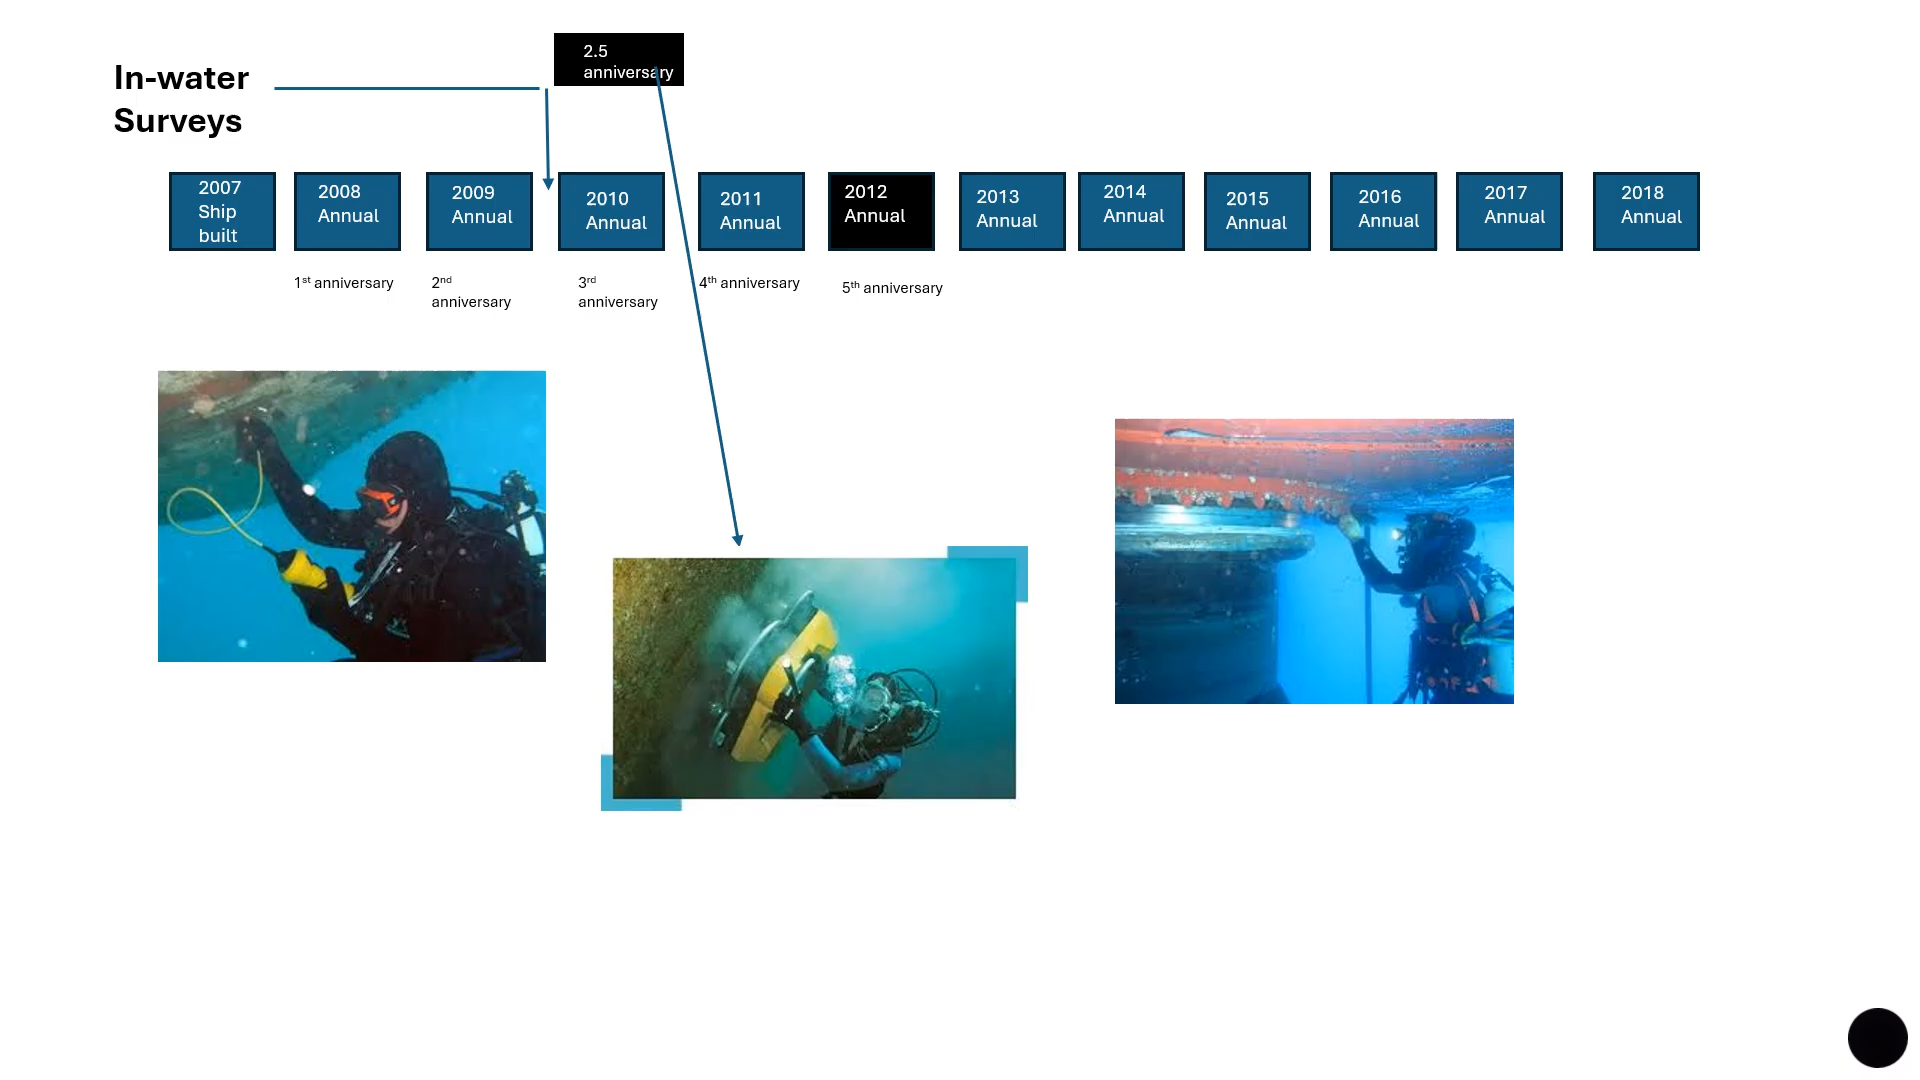 2.5
anniversary
In-water
Surveys
2007
Ship
built
2008
Annual
2009
Annual
2010
Annual
2011
Annual
2012
Annual
2013
Annual
2014
Annual
2015
Annual
2016
Annual
2017
Annual
2018
Annual
1st anniversary
2nd
anniversary
3rd
anniversary
4th anniversary
5th anniversary